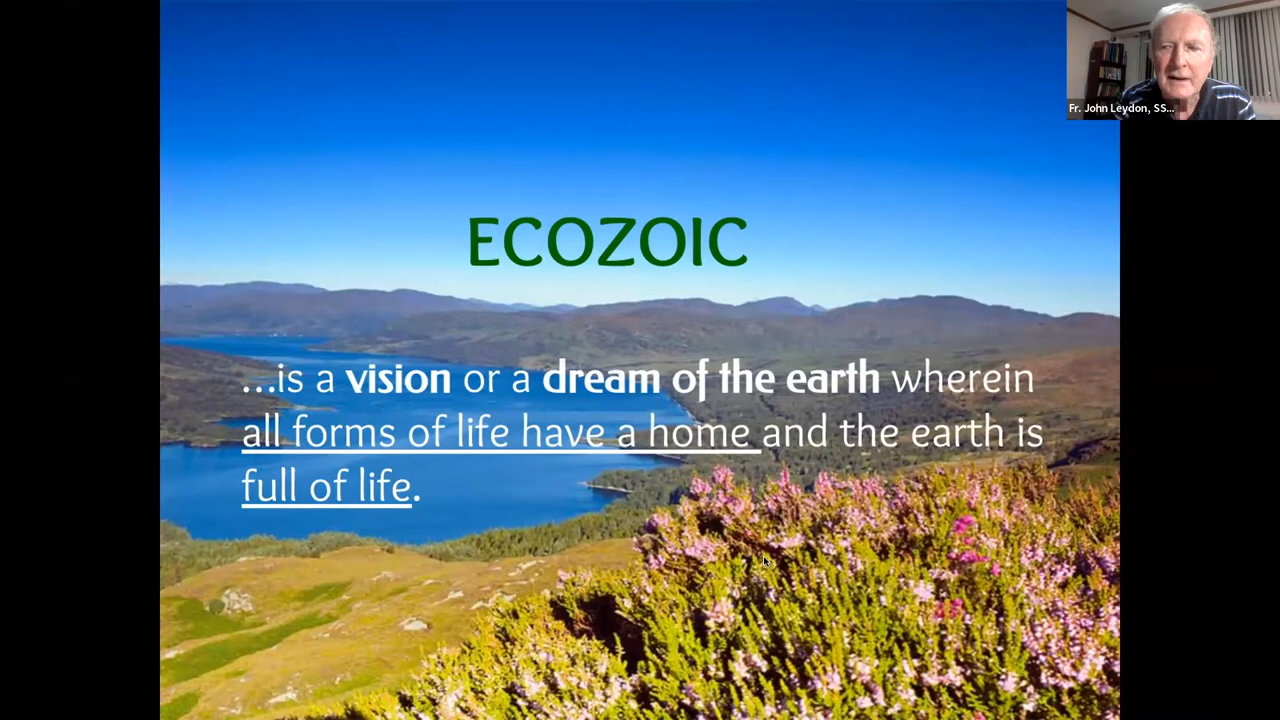 Fr. John Leydon, SS...
ECOZOIC
...is a vision or a dream of the earth wherein
all forms of life have a home and the earth is
full of life.